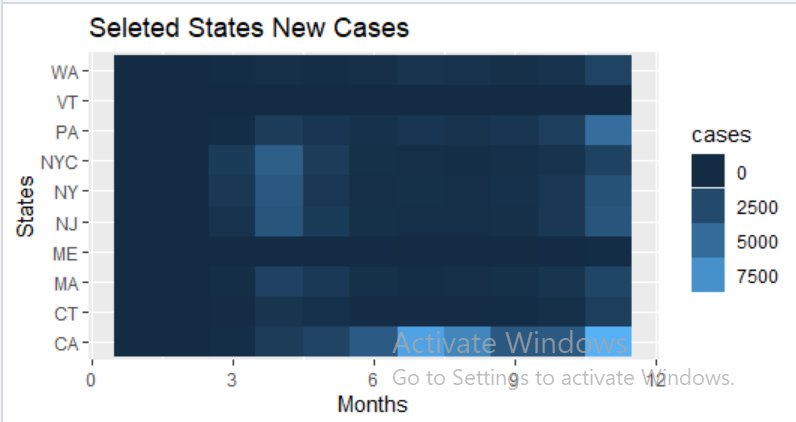 Seleted States New Cases
WA
VT
PA
NYC
NY
NJ
ME
MA
CT
CA
States
0 3 6 9 12
Months
cases
0
2500
5000
7500
Activate Windows
Go to Settings to activate Windows.